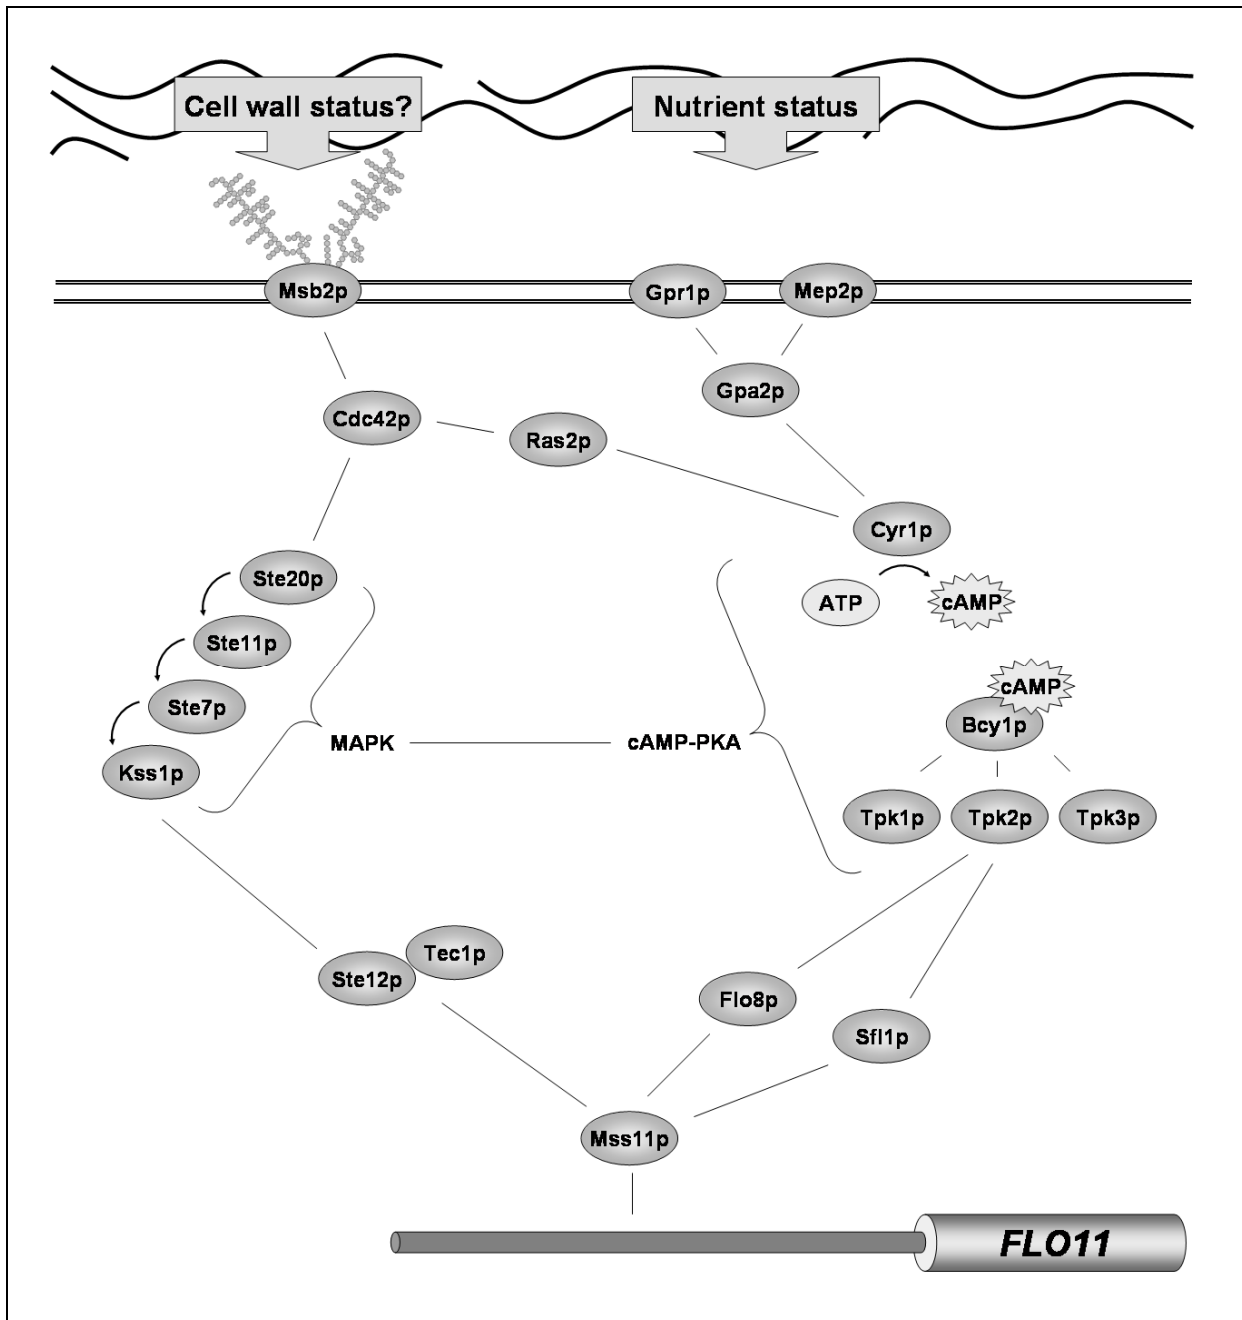 Cell wall status?
Nutrient status
Msb2p
Gpr1p
Mep2p
Gpa2p
Cdc42p
Ras2p
Cyr1p
Ste20p
ATP
cAMP
Ste11p
cAMP
Ste7p
Bcy1p
MAPK
cAMP-PKA
Kss1p
Tpk1p
Tpk2p
Tpk3p
Tec1p
Ste12p
Flo8p
Sfl1p
Mss11p
FLO11